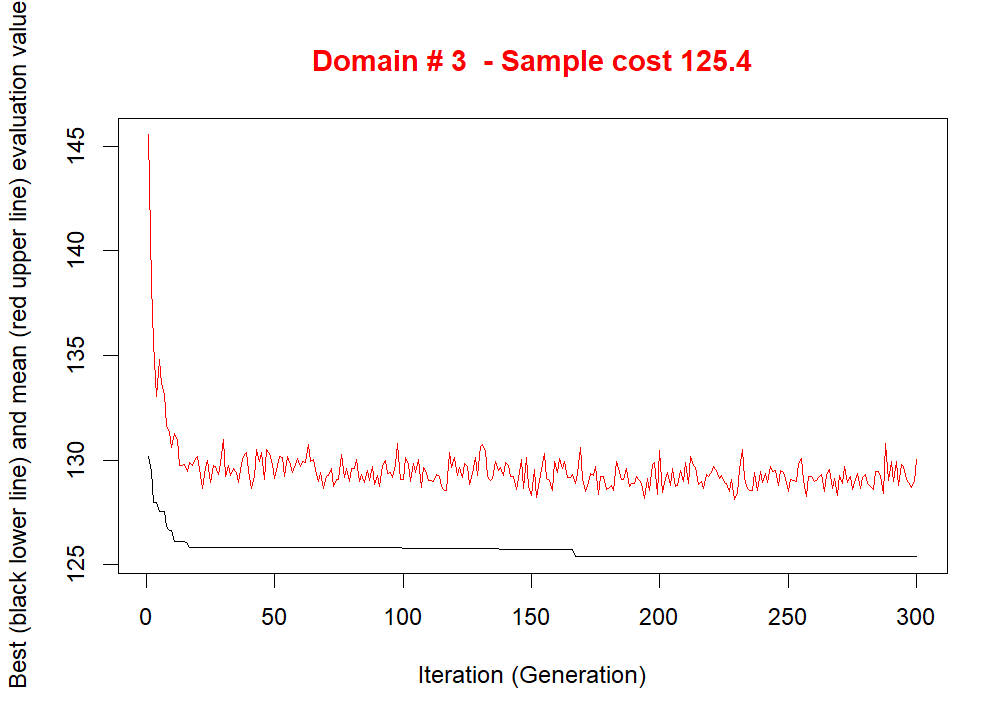 Domain # 3  - Sample cost 125.4
Best (black lower line) and mean (red upper line) evaluation value
145
140
135
130
125
0 50 100 150 200 250 300
Iteration (Generation)